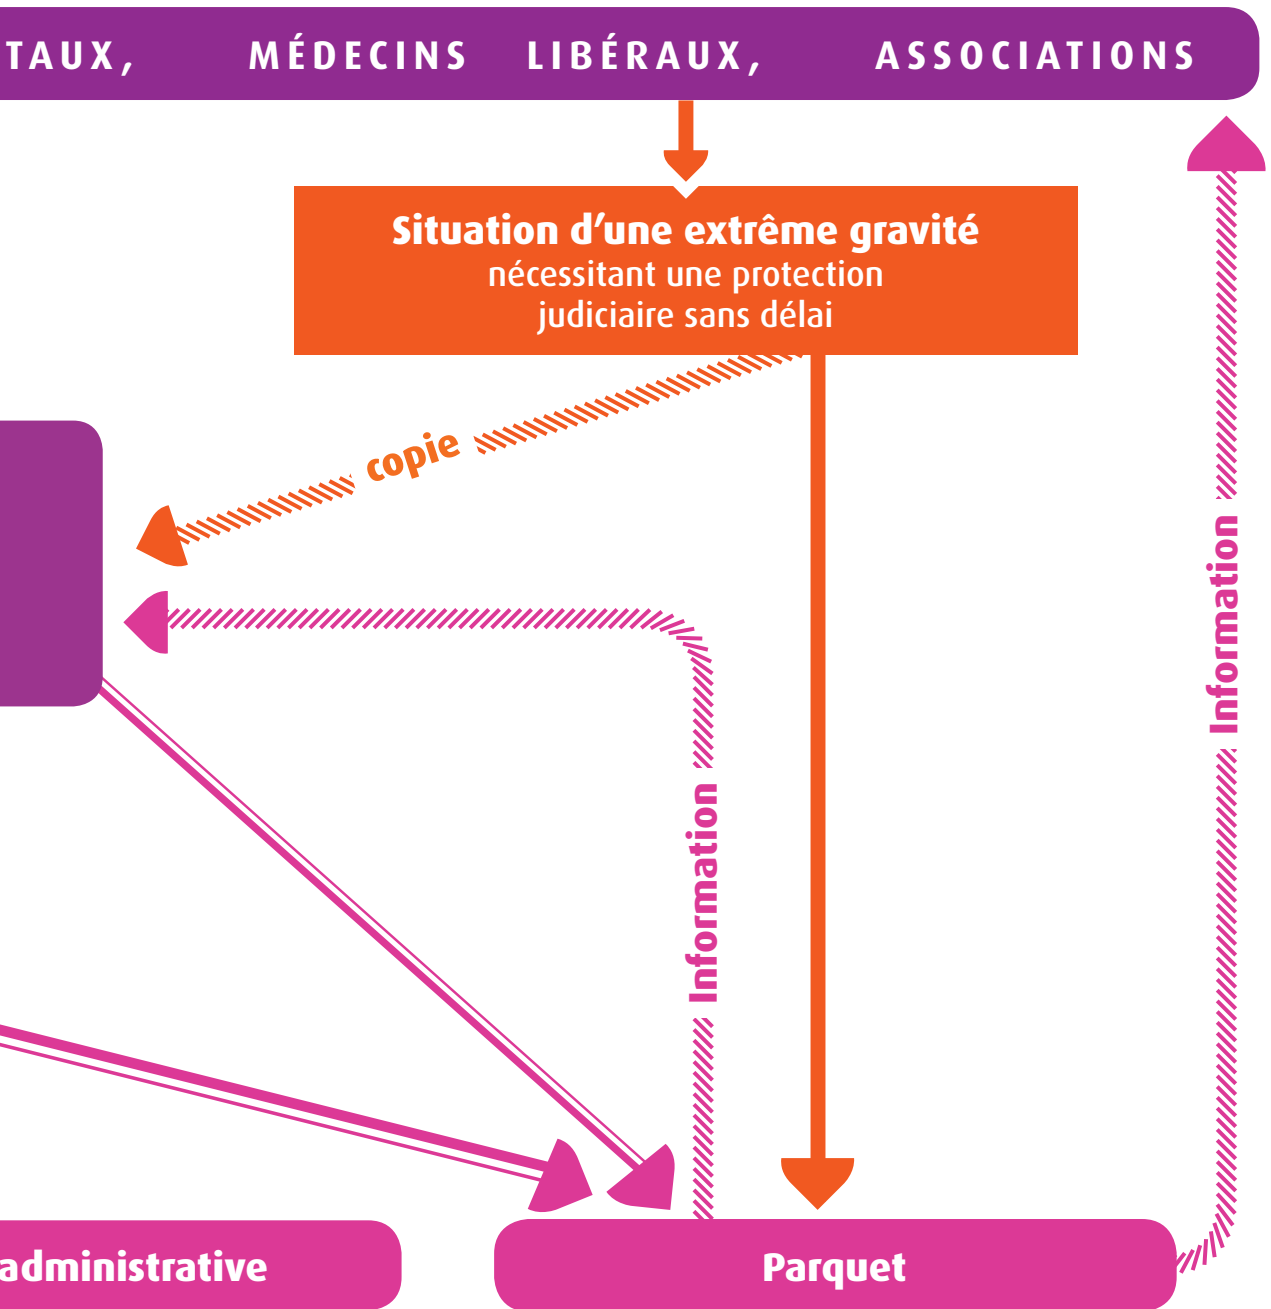 TAUX, MÉDECINS LIBÉRAUX, ASSOCIATIONS
Situation d’une extrême gravité
nécessitant une protection
judiciaire sans délai
copie
Information
Information
administrative
Parquet